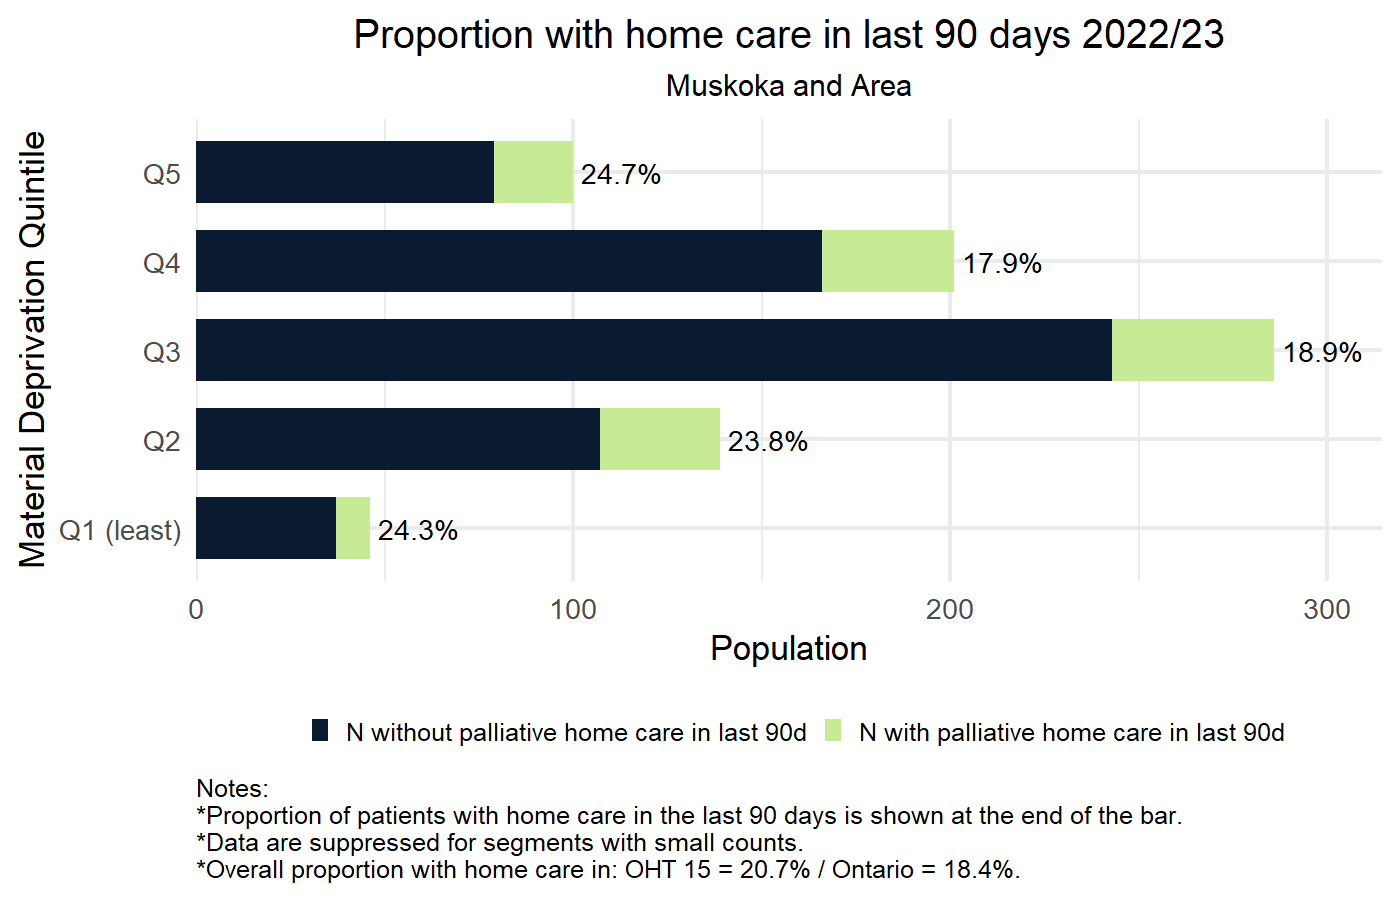 Proportion with home care in last 90 days 2022/23
Muskoka and Area
Material Deprivation Quintile
Q5
24.7%
Q4
17.9%
Q3
18.9%
Q2
23.8%
Q1 (least)
24.3%
0
100
200
300
Population
N without palliative home care in last 90d
N with palliative home care in last 90d
Notes:
*Proportion of patients with home care in the last 90 days is shown at the end of the bar.
*Data are suppressed for segments with small counts.
*Overall proportion with home care in: OHT 15 = 20.7% / Ontario = 18.4%.